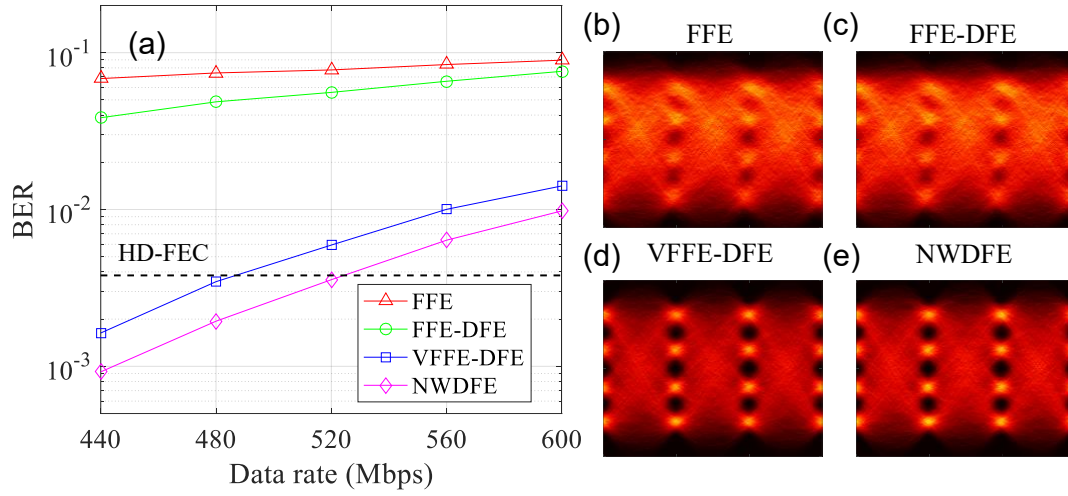 (a)
BER
10^-1
10^-2
10^-3
HD-FEC
FFE
FFE-DFE
VFFE-DFE
NWDFE
440 480 520 560 600
Data rate (Mbps)
(b) FFE
(c) FFE-DFE
(d) VFFE-DFE
(e) NWDFE